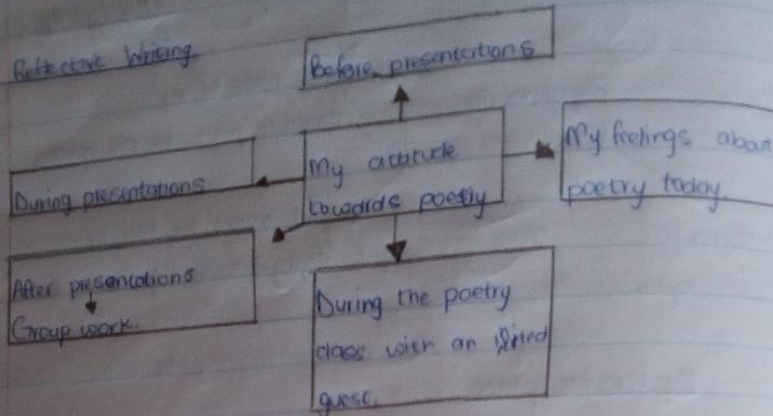 Reflective Writing
Before presentations
My attitude
towards poetry
My feelings about
poetry today
During presentations
After presentations
Group work.
During the poetry
class with an
guest.